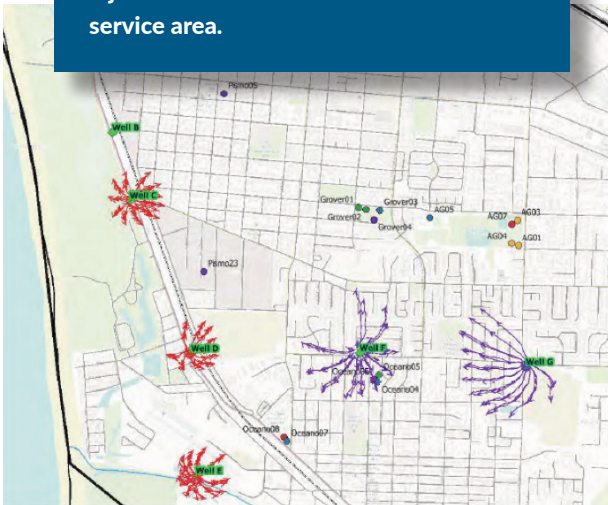 service area.
Pismo05
Well B
Well C
Grover01
Grover03
Grover02
Grover04
AG05
AG07
AG03
AG04
AG01
Pismo23
Well D
Well F
Well G
Oceano05
Oceano04
Oceano08
Oceano07
Well E